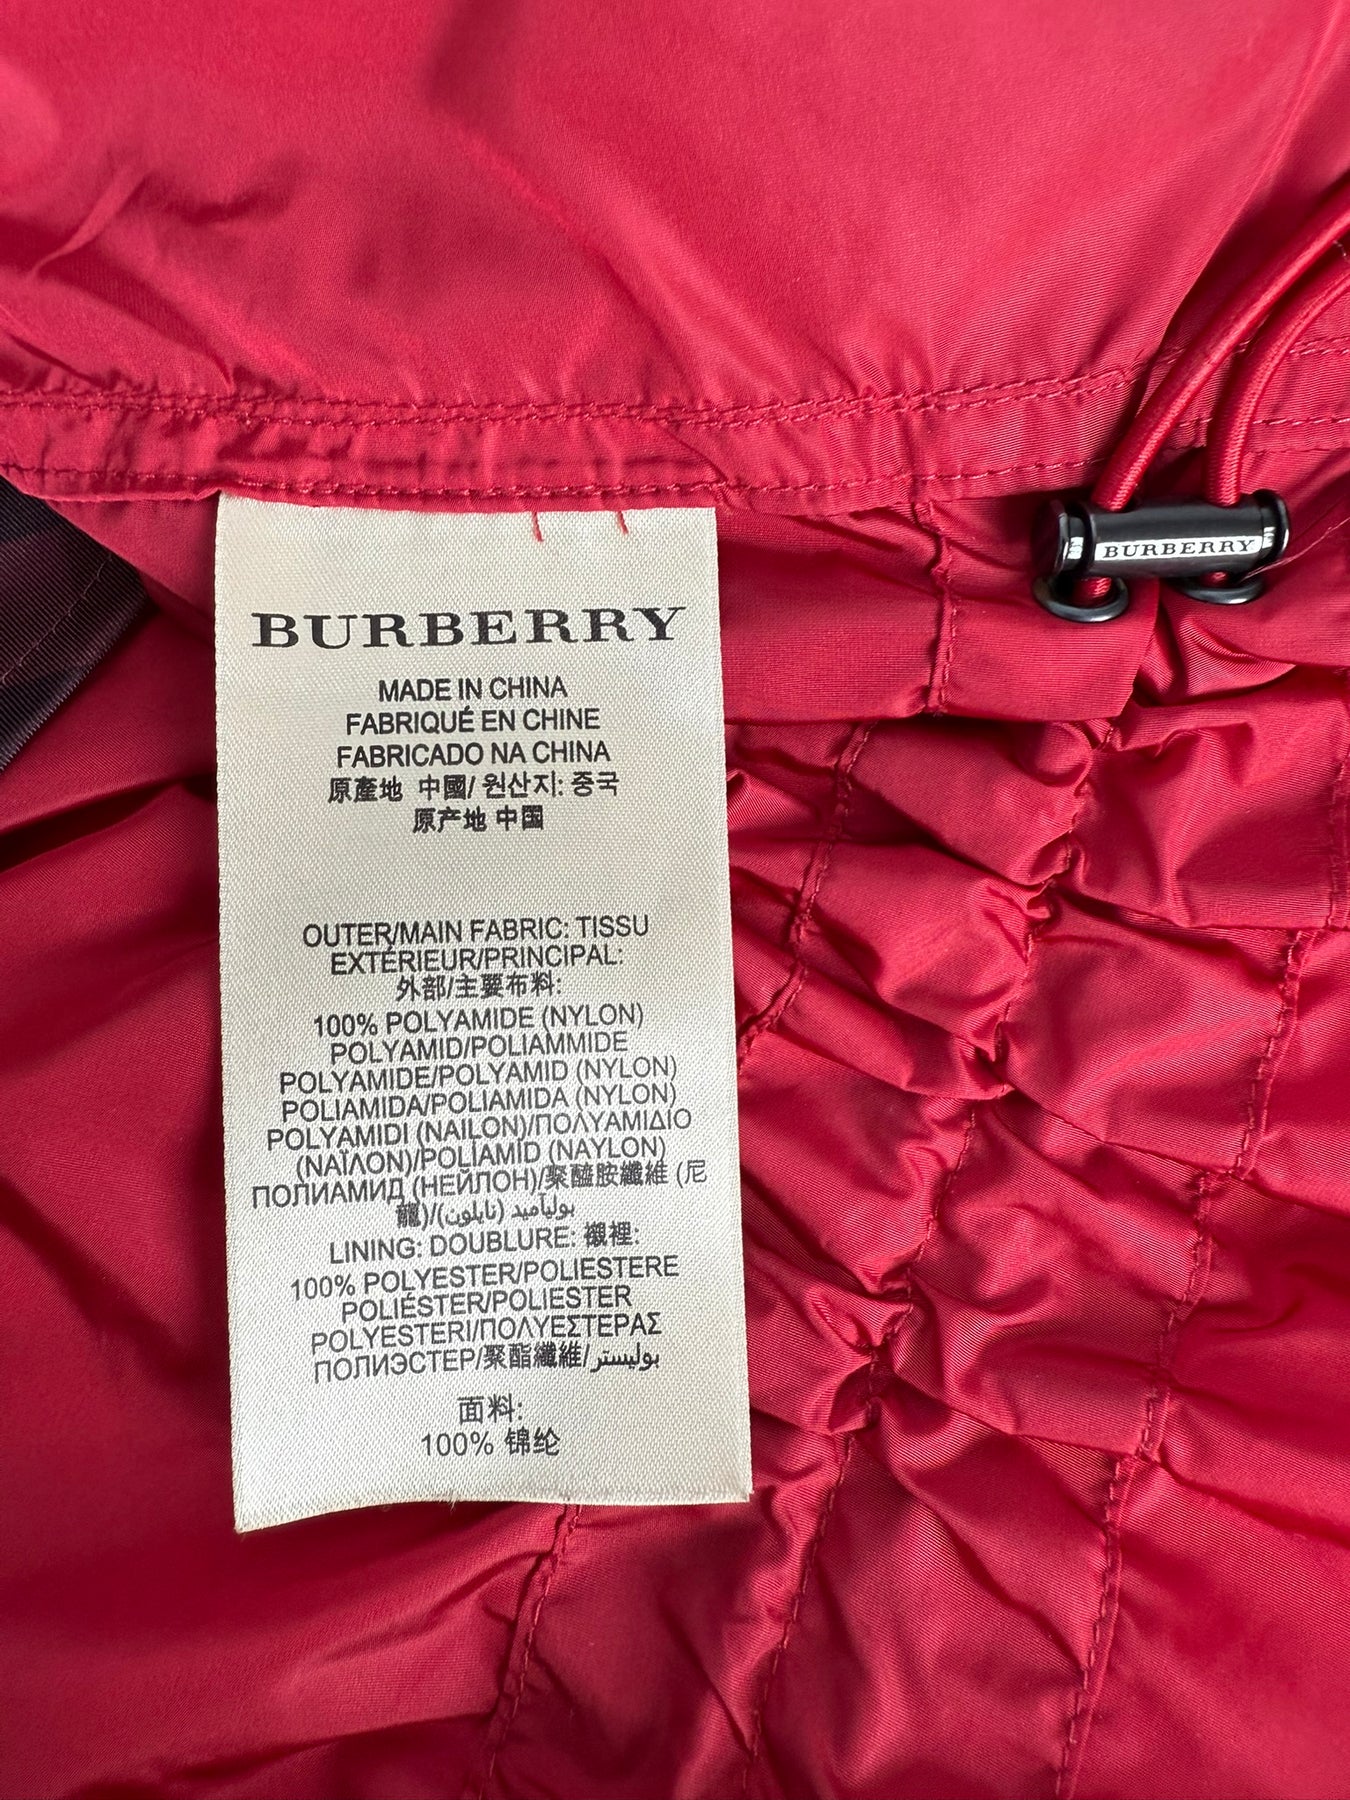 BURBERRY
BURBERRY
MADE IN CHINA
FABRIQUÉ EN CHINE
FABRICADO NA CHINA
原產地 中國/ 원산지: 중국
原产地 中国
OUTER/MAIN FABRIC: TISSU
EXTÉRIEUR/PRINCIPAL:
外部/主要布料:
100% POLYAMIDE (NYLON)
POLYAMID/POLIAMMIDE
POLYAMIDE/POLYAMID (NYLON)
POLIAMIDA/POLIAMIDA (NYLON)
POLYAMIDI (NAILON)/ΠΟΛΥΑΜΙΔΙΟ
(ΝΑΪΛΟΝ)/POLİAMİD (NAYLON)
ПОЛИАМИД (НЕЙЛОН)/聚醯胺纖維 (尼
龍)/بولیآمید (نایلون)
LINING: DOUBLURE: 襯裡:
100% POLYESTER/POLIESTERE
POLIÉSTER/POLIESTER
POLYESTERI/ΠΟΛΥΕΣΤΕΡΑΣ
ПОЛИЭСТЕР/聚酯纖維/بوليستر
面料:
100% 锦纶